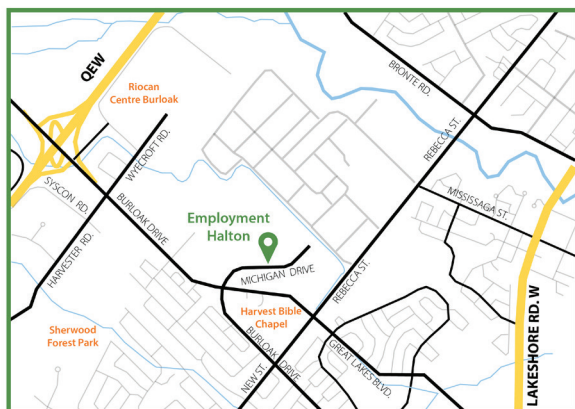 QEW
Riocan
Centre Burloak
BRONTE RD.
REBECCA ST.
WYECROFT RD.
SYSCON RD.
BURLOAK DRIVE
HARVESTER RD.
MISSISSAGA ST.
Employment
Halton
MICHIGAN DRIVE
REBECCA ST.
Harvest Bible
Chapel
Sherwood
Forest Park
BURLOAK DRIVE
GREAT LAKES BLVD.
NEW ST.
LAKESHORE RD. W